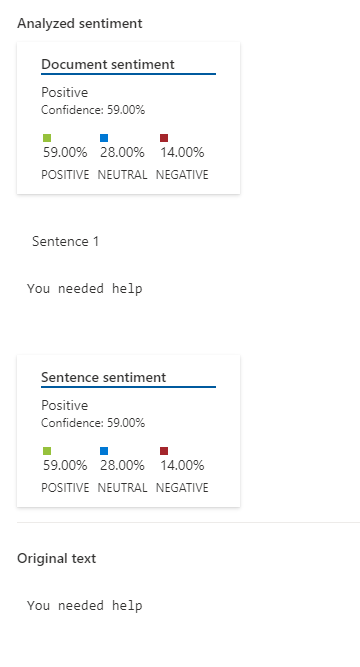 Analyzed sentiment
Document sentiment
Positive
Confidence: 59.00%
59.00% 28.00% 14.00%
POSITIVE NEUTRAL NEGATIVE
Sentence 1
You needed help
Sentence sentiment
Positive
Confidence: 59.00%
59.00% 28.00% 14.00%
POSITIVE NEUTRAL NEGATIVE
Original text
You needed help